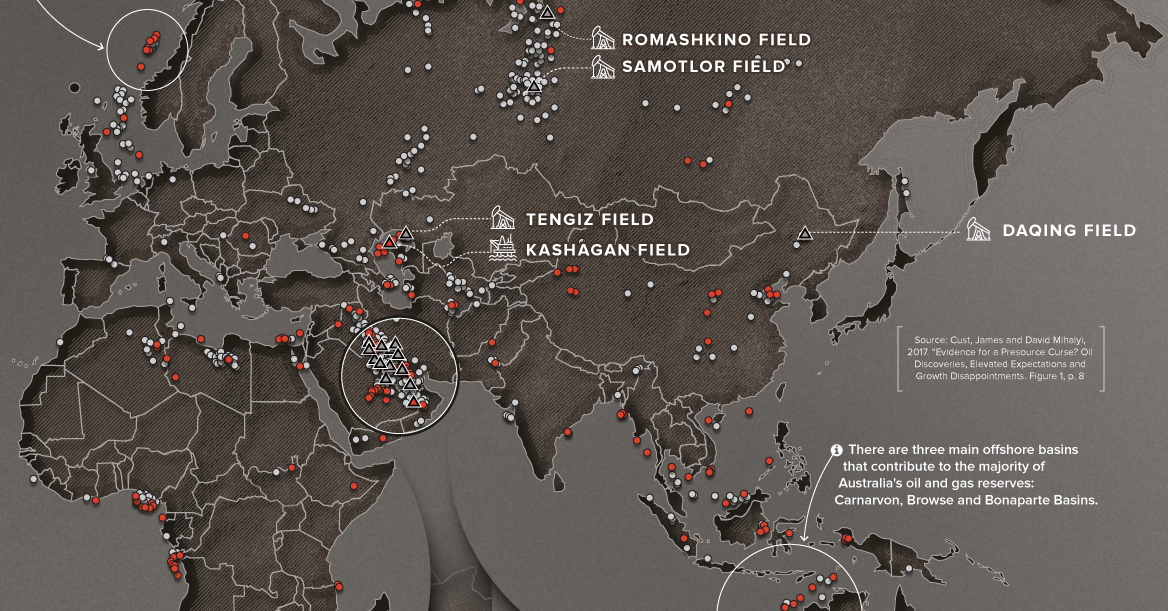 ROMASHKINO FIELD
SAMOTLOR FIELD
TENGIZ FIELD
KASHAGAN FIELD
DAQING FIELD
Source: Cust, James and David Mihalyi,
2017. “Evidence for a Presource Curse? Oil
Discoveries, Elevated Expectations and
Growth Disappointments. Figure 1, p. 8
i There are three main offshore basins
that contribute to the majority of
Australia's oil and gas reserves:
Carnarvon, Browse and Bonaparte Basins.